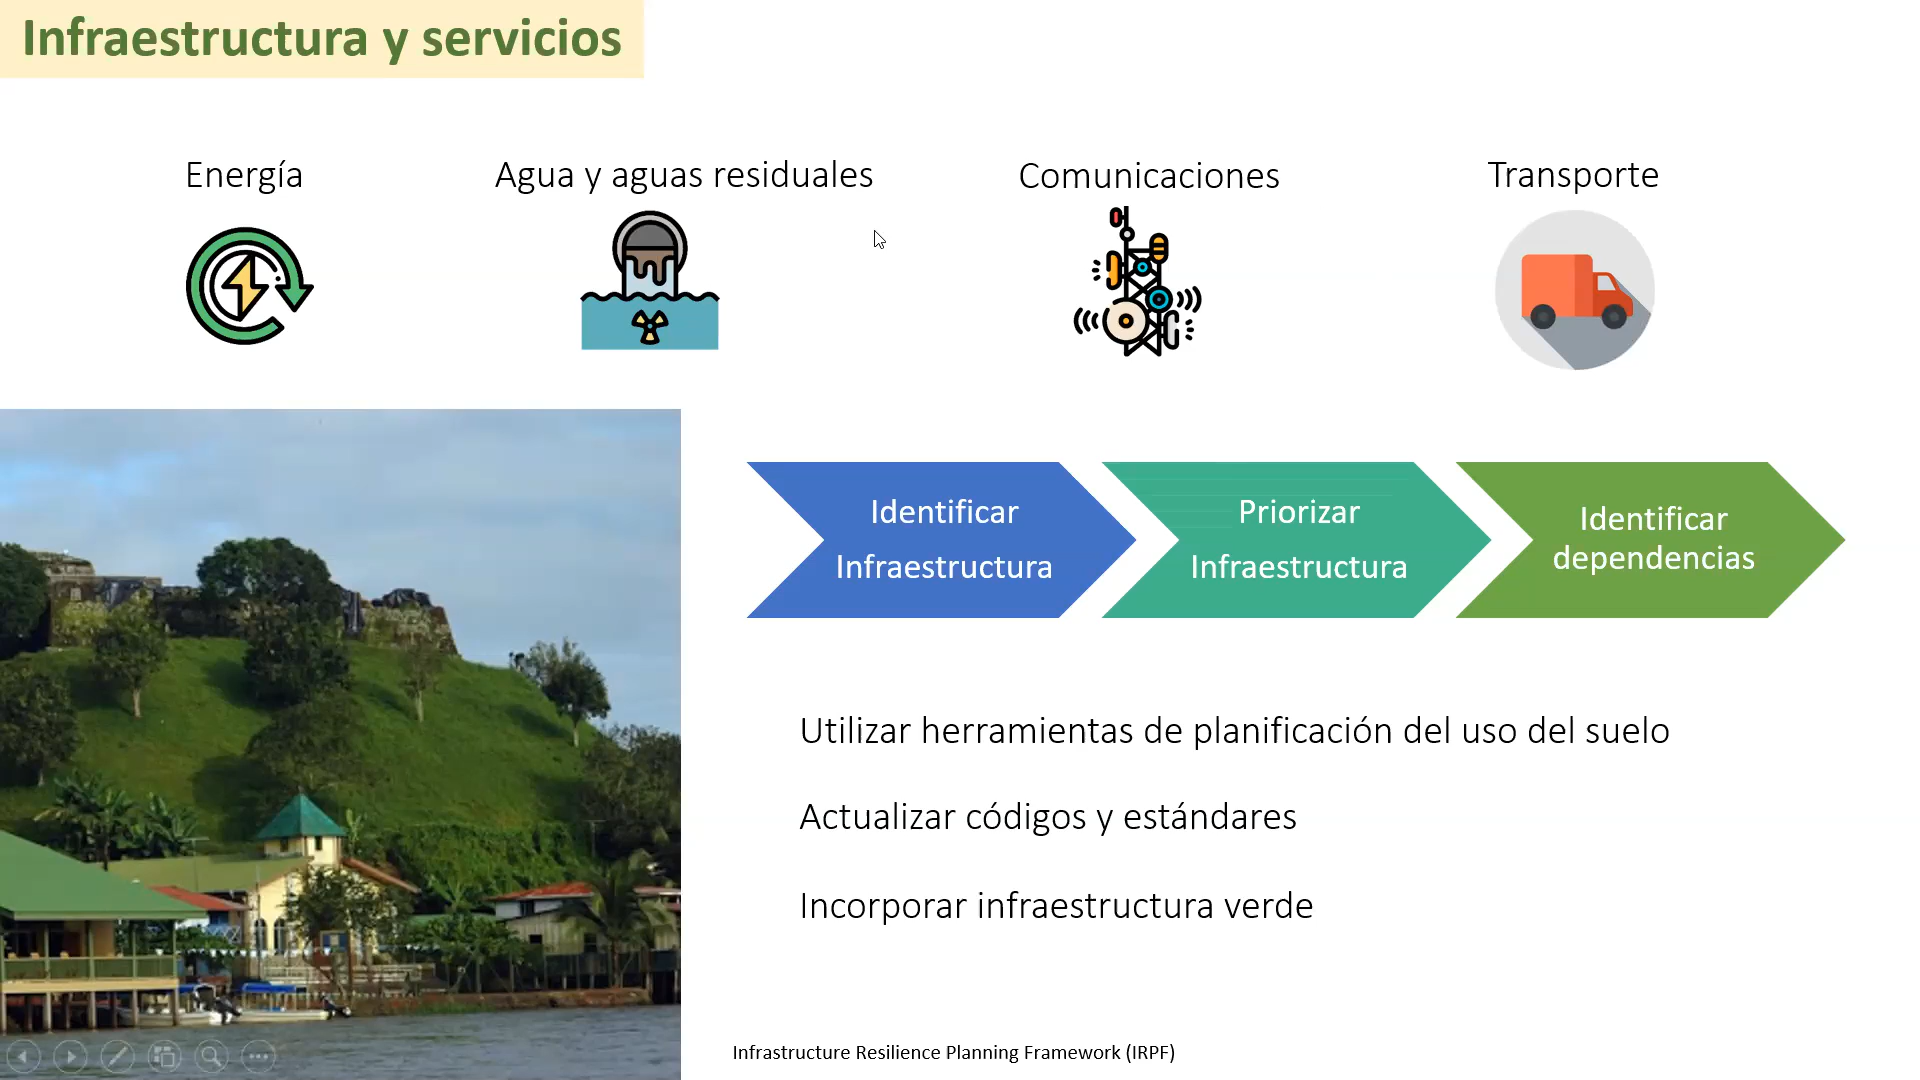 Infraestructura y servicios
Energía
Agua y aguas residuales
Comunicaciones
Transporte
Identificar
Infraestructura
Priorizar
Infraestructura
Identificar
dependencias
Utilizar herramientas de planificación del uso del suelo
Actualizar códigos y estándares
Incorporar infraestructura verde
Infrastructure Resilience Planning Framework (IRPF)